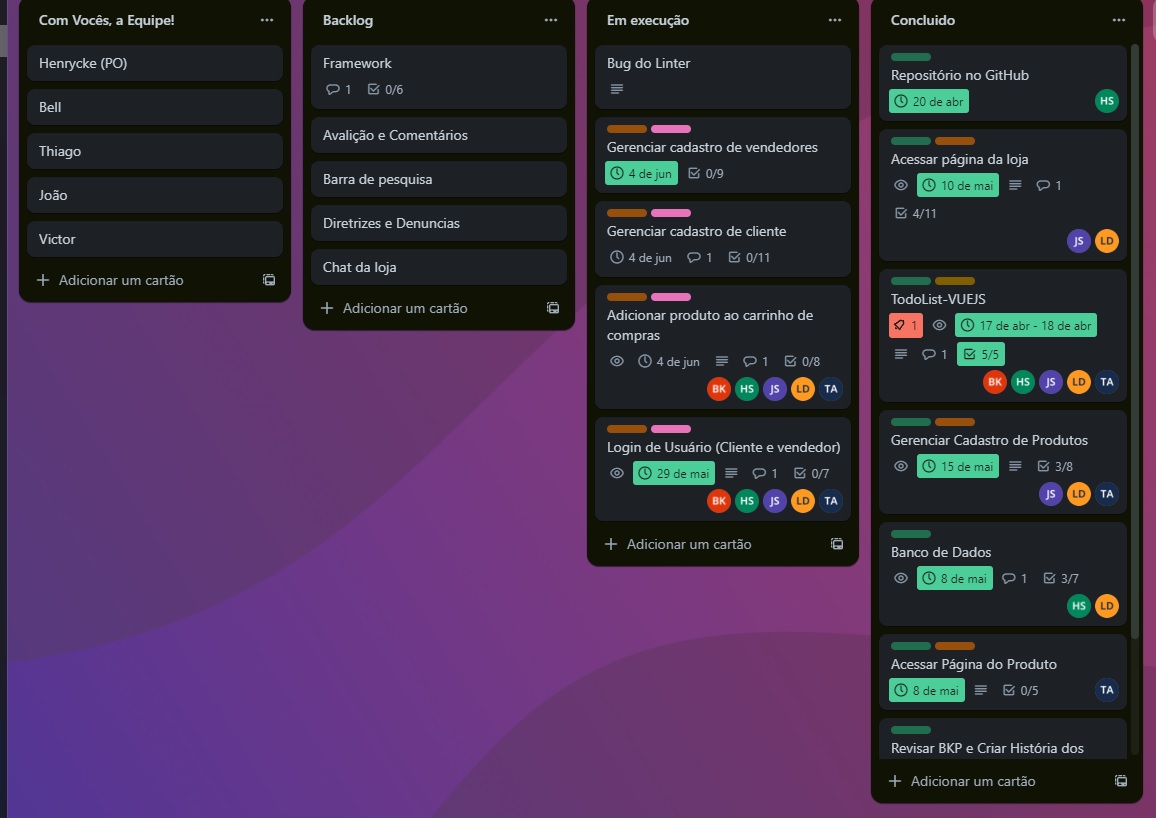 Com Vocês, a Equipe!
Henrycke (PO)
Bell
Thiago
João
Victor
Adicionar um cartão
Backlog
Framework
1 0/6
Avalição e Comentários
Barra de pesquisa
Diretrizes e Denuncias
Chat da loja
Adicionar um cartão
Em execução
Bug do Linter
Gerenciar cadastro de vendedores
4 de jun 0/9
Gerenciar cadastro de cliente
4 de jun 1 0/11
Adicionar produto ao carrinho de
compras
4 de jun 1 0/8
BK HS JS LD TA
Login de Usuário (Cliente e vendedor)
29 de mai 1 0/7
BK HS JS LD TA
Adicionar um cartão
Concluido
Repositório no GitHub
20 de abr HS
Acessar página da loja
10 de mai 1
4/11
JS LD
TodoList-VUEJS
1 17 de abr - 18 de abr
1 5/5
BK HS JS LD TA
Gerenciar Cadastro de Produtos
15 de mai 3/8
JS LD TA
Banco de Dados
8 de mai 1 3/7
HS LD
Acessar Página do Produto
8 de mai 0/5 TA
Revisar BKP e Criar História dos
Adicionar um cartão